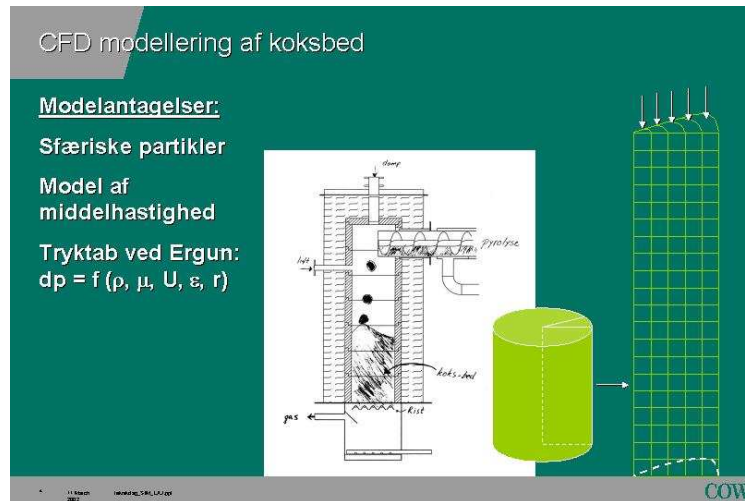 CFD modellering af koksbed
Modelantagelser:
Sfæriske partikler
Model af
middelhastighed
Tryktab ved Ergun:
dp = f (ρ, μ, U, ε, r)
damp
luft
pyrolyse
koks-bed
Rist
gas
COW